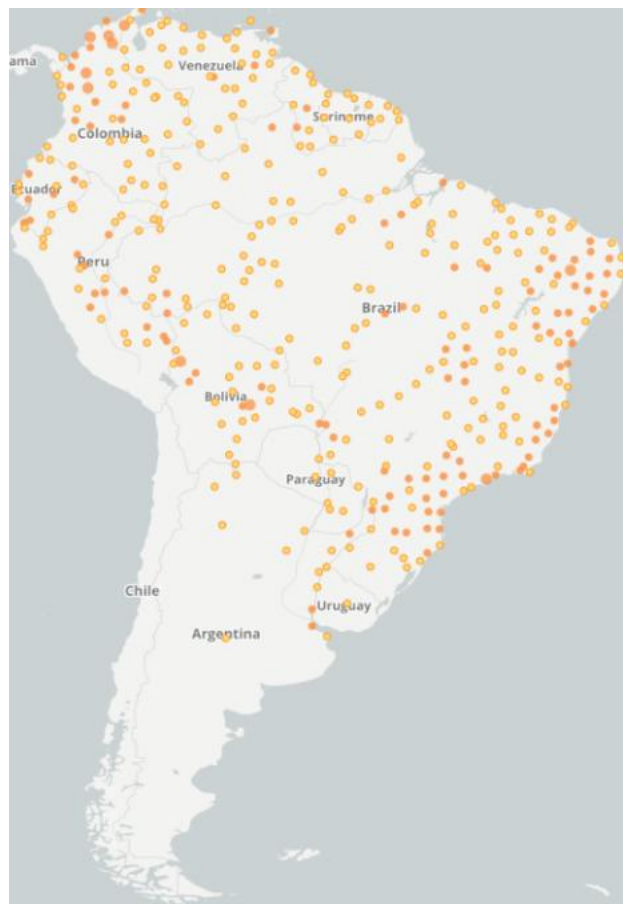 ama
Venezuela
Suriname
Colombia
Ecuador
Peru
Brazil
Bolivia
Paraguay
Chile
Uruguay
Argentina